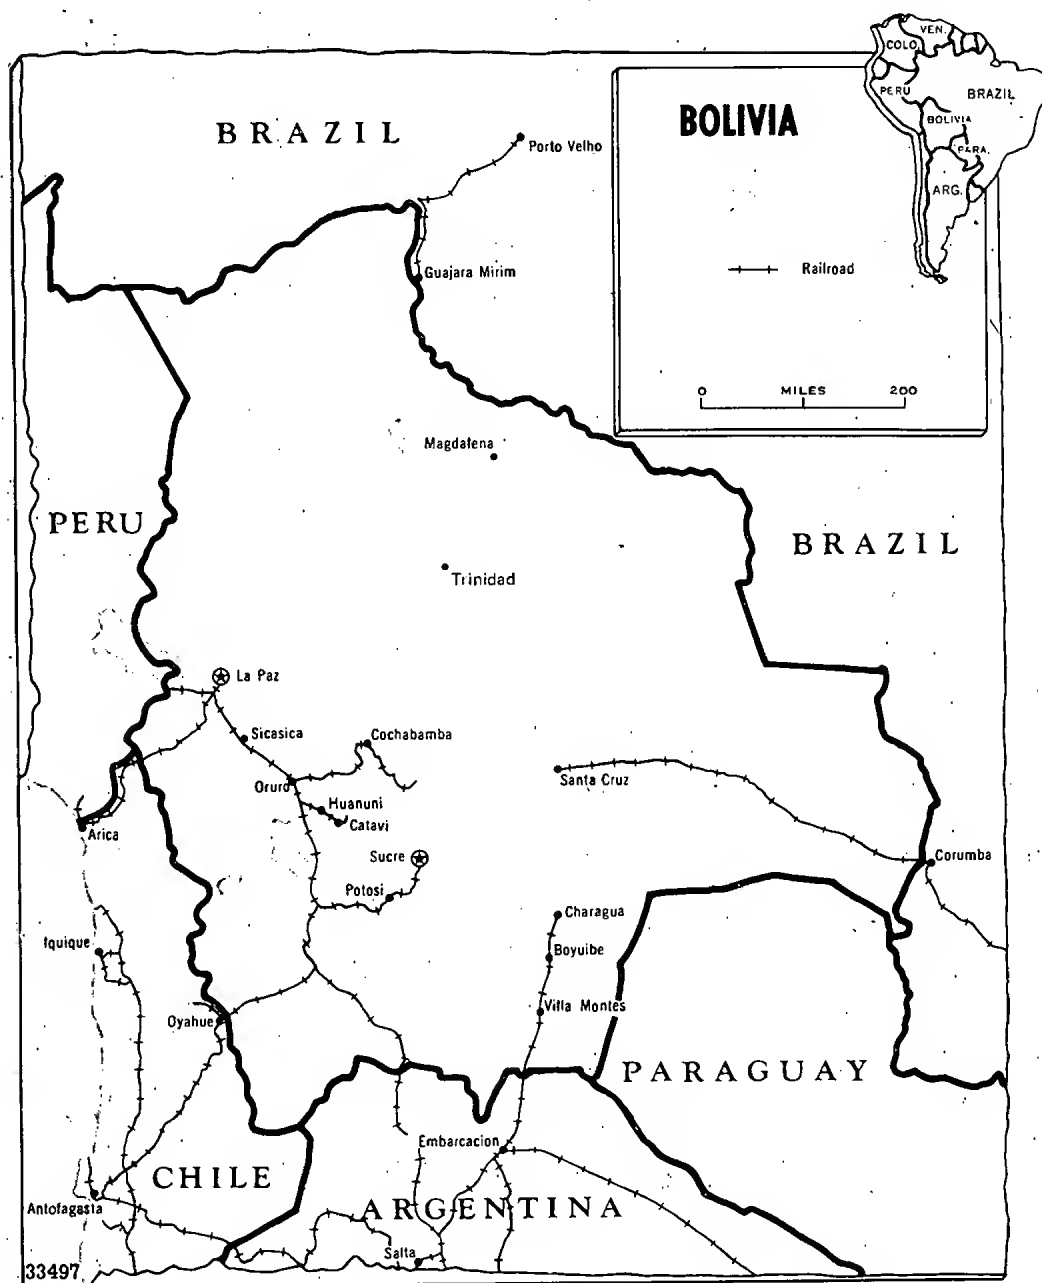 VEN.
COLO.
PERU
BRAZIL
BOLIVIA
PARA.
ARG.
BOLIVIA
Railroad
0 MILES 200
BRAZIL
Porto Velho
Guajara Mirim
Magdalena
PERU
BRAZIL
Trinidad
La Paz
Sicasica
Cochabamba
Santa Cruz
Oruro
Huanuni
Catavi
Arica
Sucre
Corumba
Potosi
Charagua
Iquique
Boyuibe
Villa Montes
Oyahue
PARAGUAY
Embarcacion
CHILE
Antofagasta
ARGENTINA
Salta
33497